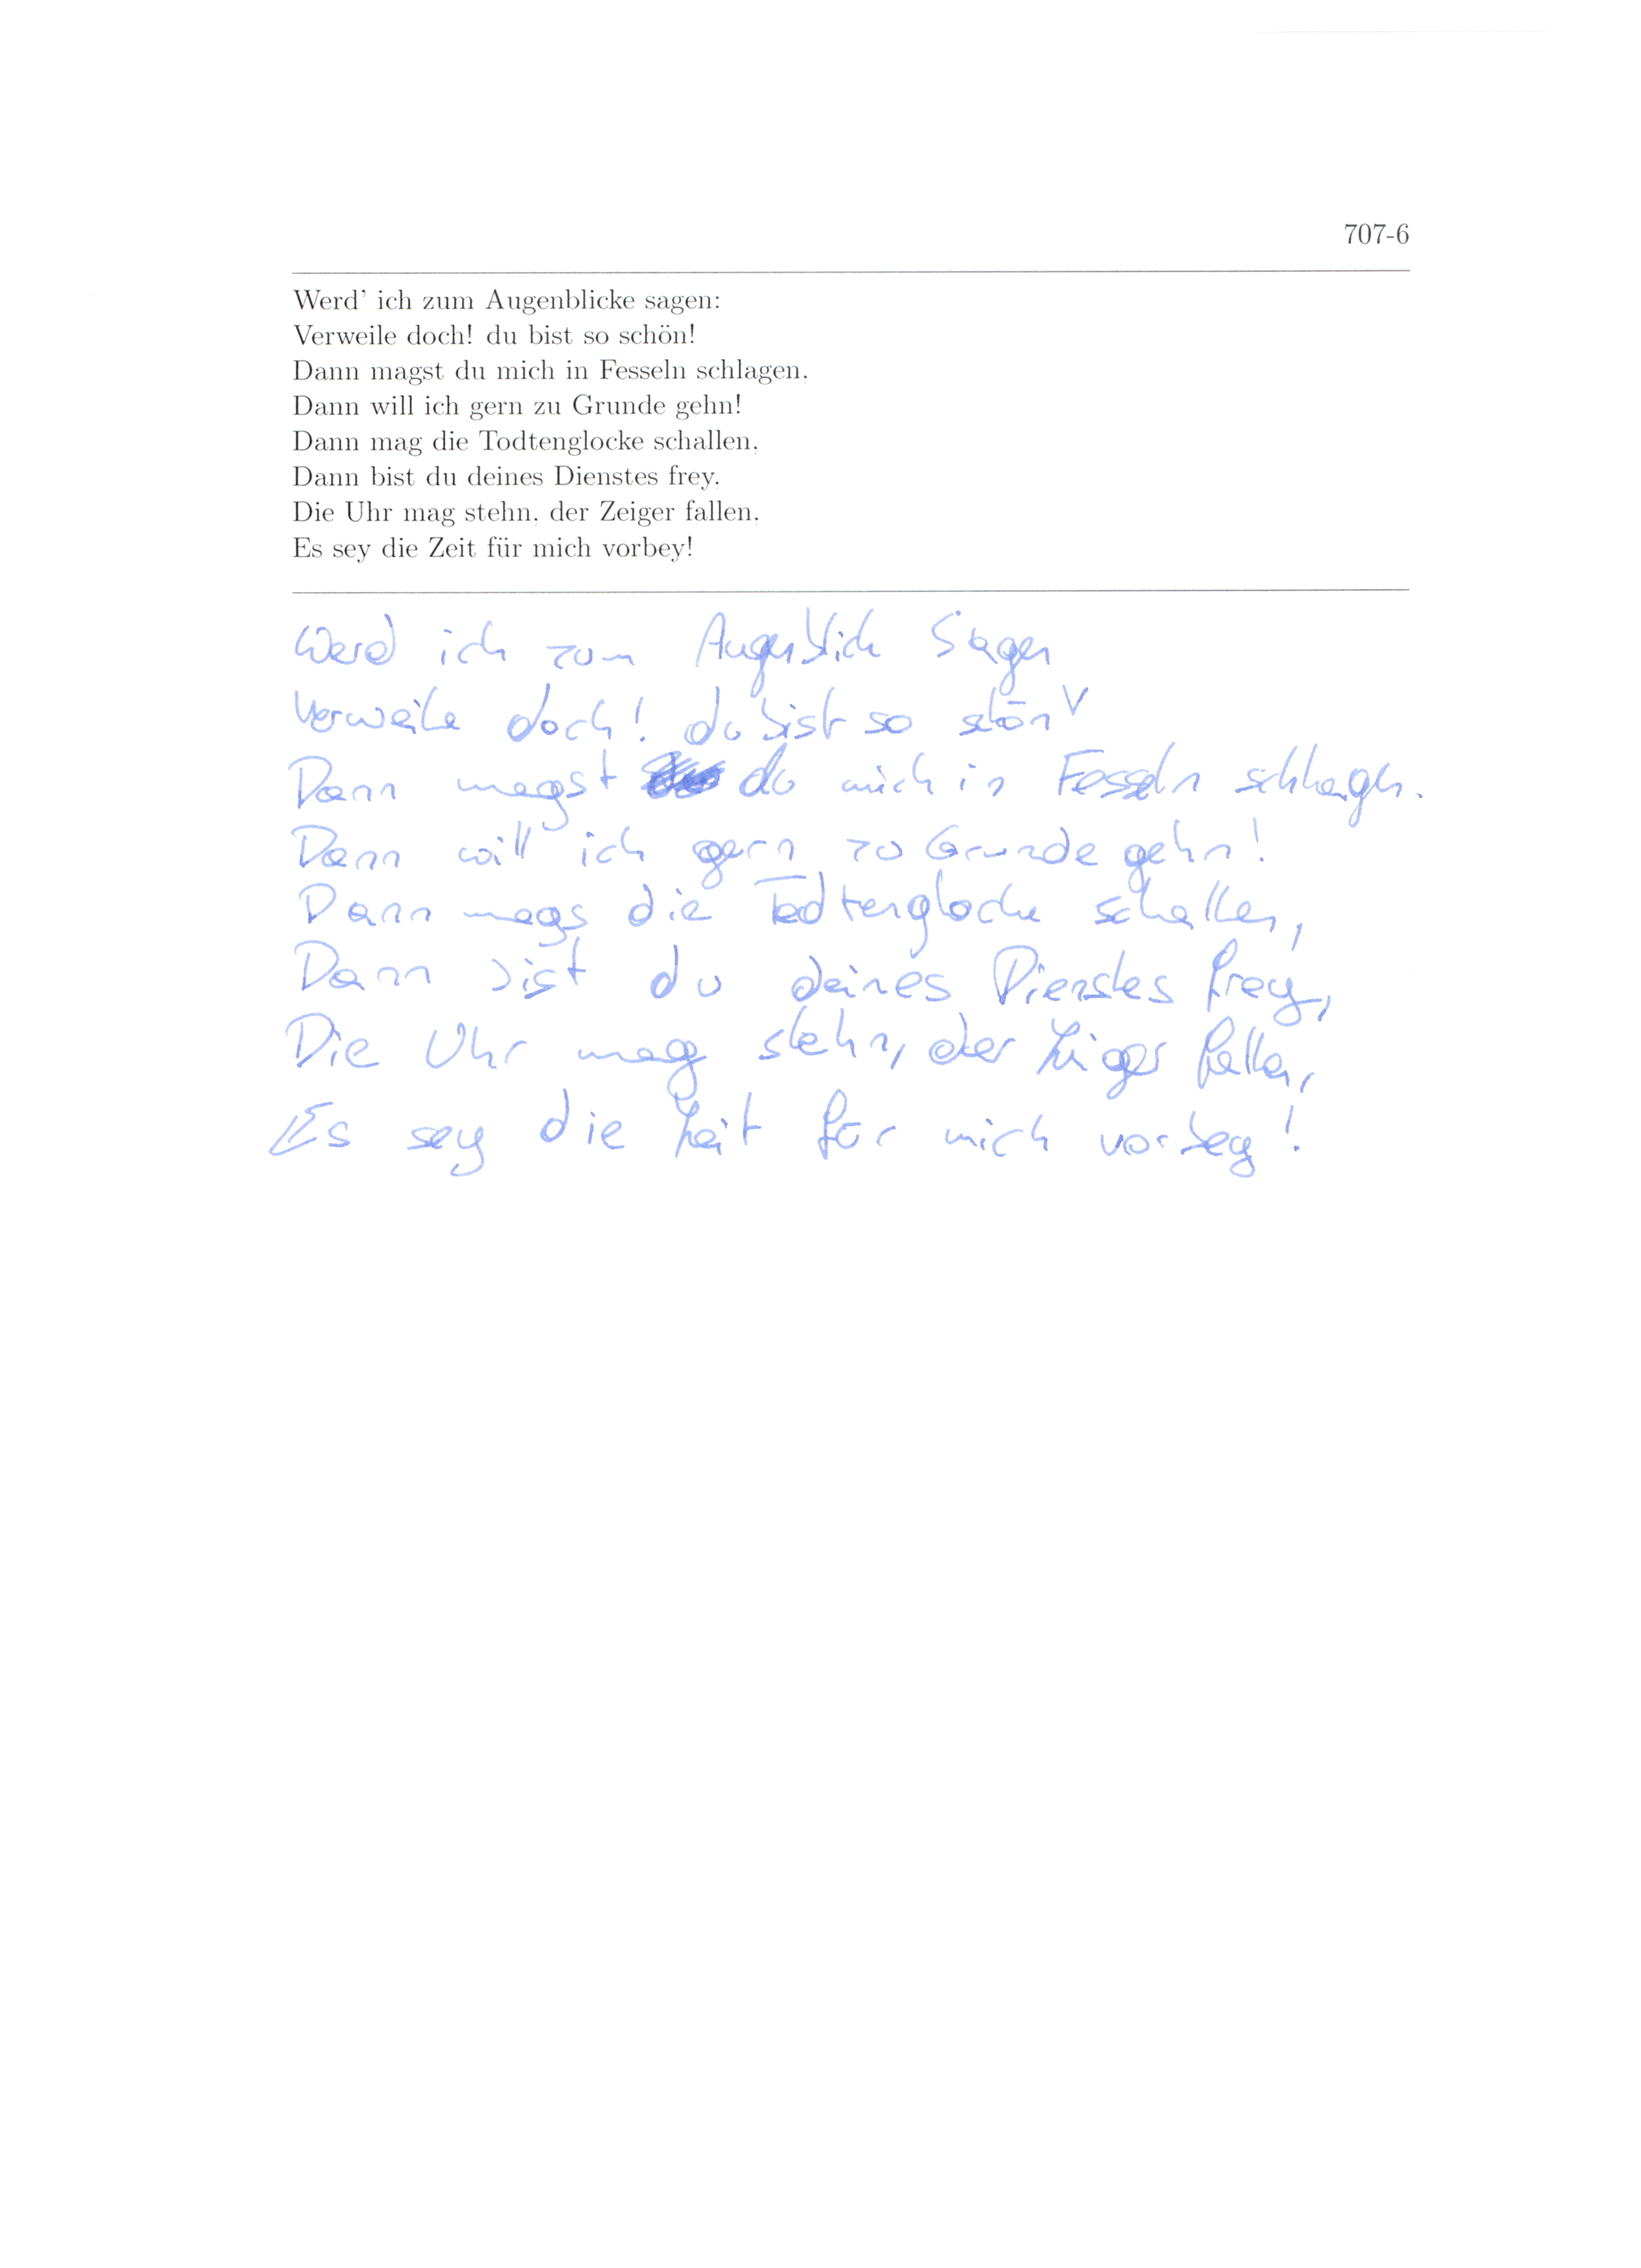 707-6
Werd' ich zum Augenblicke sagen:
Verweile doch! du bist so schön!
Dann magst du mich in Fesseln schlagen.
Dann will ich gern zu Grunde gehn!
Dann mag die Todtenglocke schallen.
Dann bist du deines Dienstes frey.
Die Uhr mag stehn. der Zeiger fallen.
Es sey die Zeit für mich vorbey!
Werd ich zum Augenblick Sagen
Verweile doch! du bist so schön
Dann magst du mich in Fesseln schlagen.
Dann will ich gern zu Grunde gehn!
Dann mags die Todtenglocke schallen,
Dann bist du deines Dienstes frey,
Die Uhr mag stehn, der Zeiger fallen,
Es sey die Zeit für mich vorbey!